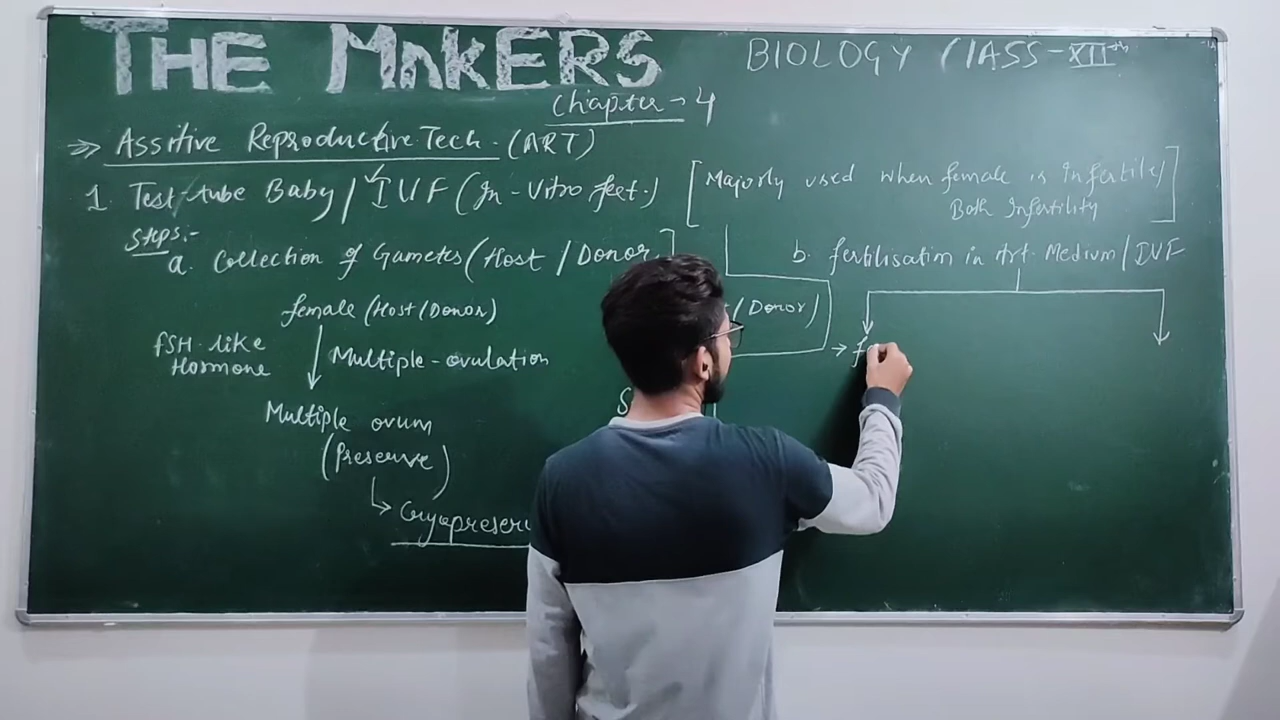 THE MAKERS
BIOLOGY CLASS-XIIth
Chapter → 4
>> Assitive Reproductive Tech. (ART)
1. Test-tube Baby / IVF (In-Vitro fert.)
[Majorly used when female is infertile/
Both Infertility]
Steps:-
a. Collection of Gametes (Host / Donor)
b. fertilisation in Art. Medium / IVF
female (Host/Donor)
/ Donor)
FSH-like
Hormone
Multiple-ovulation
Multiple ovum
(Preserve)
↳ Cryopreser